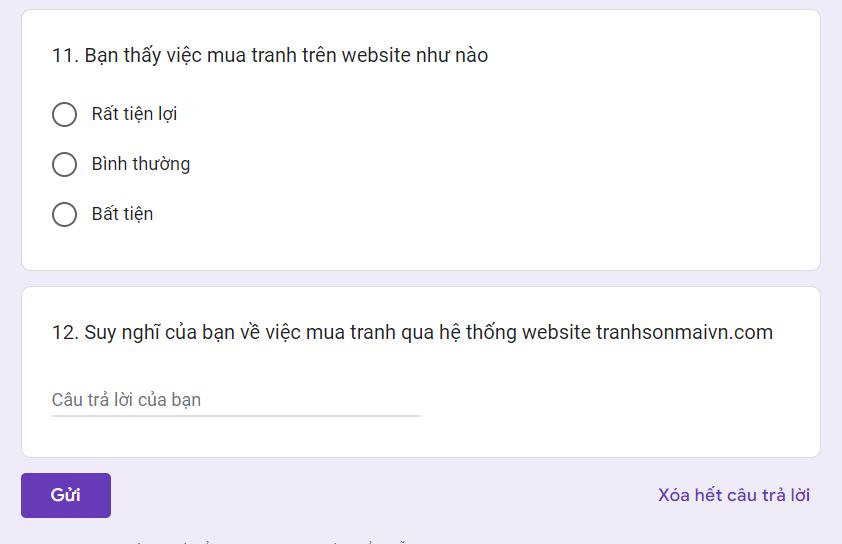 11. Bạn thấy việc mua tranh trên website như nào
Rất tiện lợi
Bình thường
Bất tiện
12. Suy nghĩ của bạn về việc mua tranh qua hệ thống website tranhsonmaivn.com
Câu trả lời của bạn
Gửi
Xóa hết câu trả lời